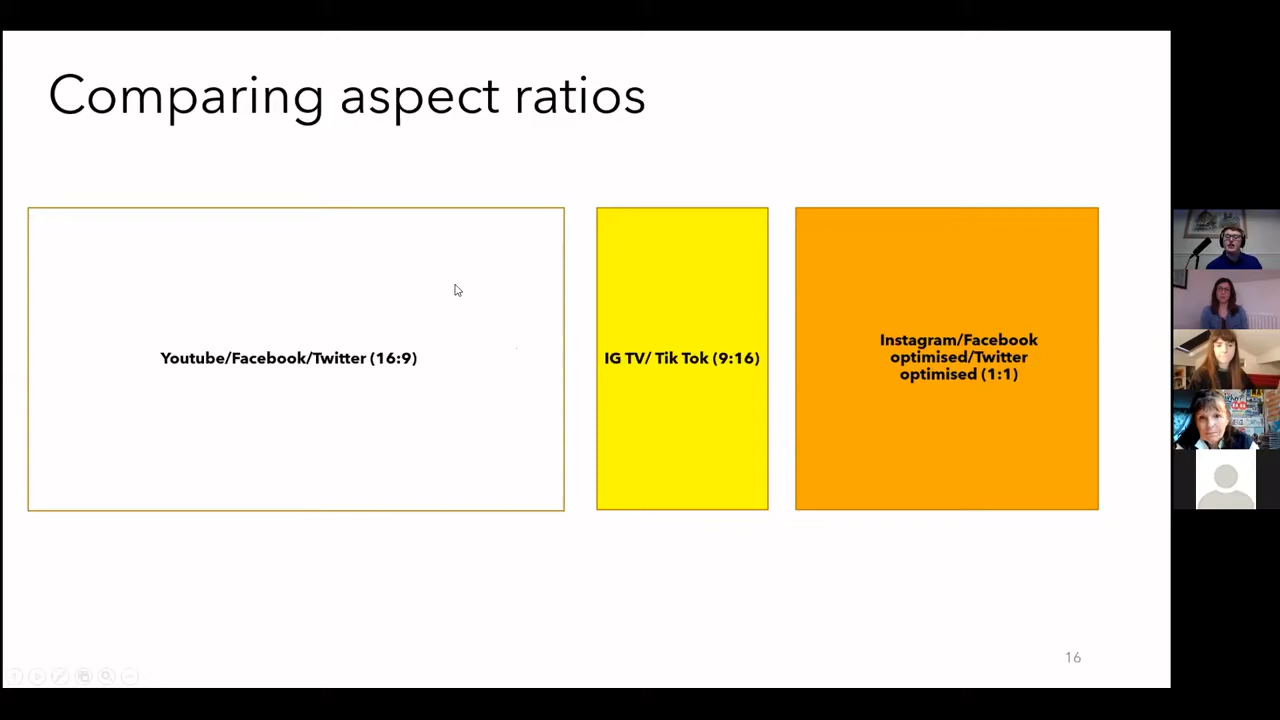 Comparing aspect ratios
Youtube/Facebook/Twitter (16:9)
IG TV/ Tik Tok (9:16)
Instagram/Facebook
optimised/Twitter
optimised (1:1)
16